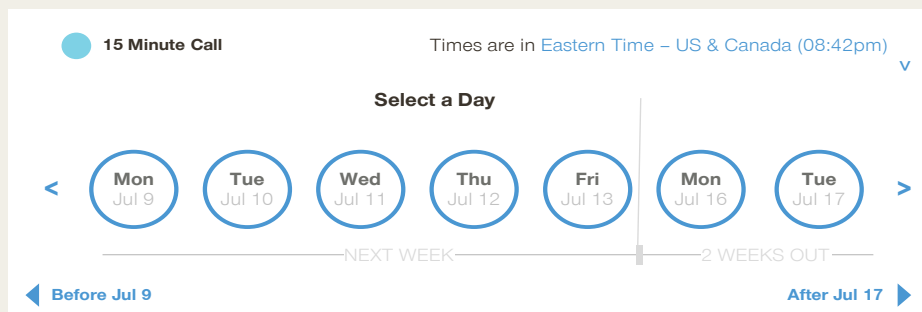 15 Minute Call
Times are in Eastern Time – US & Canada (08:42pm)
v
Select a Day
<
Mon
Jul 9
Tue
Jul 10
Wed
Jul 11
Thu
Jul 12
Fri
Jul 13
Mon
Jul 16
Tue
Jul 17
>
NEXT WEEK
2 WEEKS OUT
Before Jul 9
After Jul 17